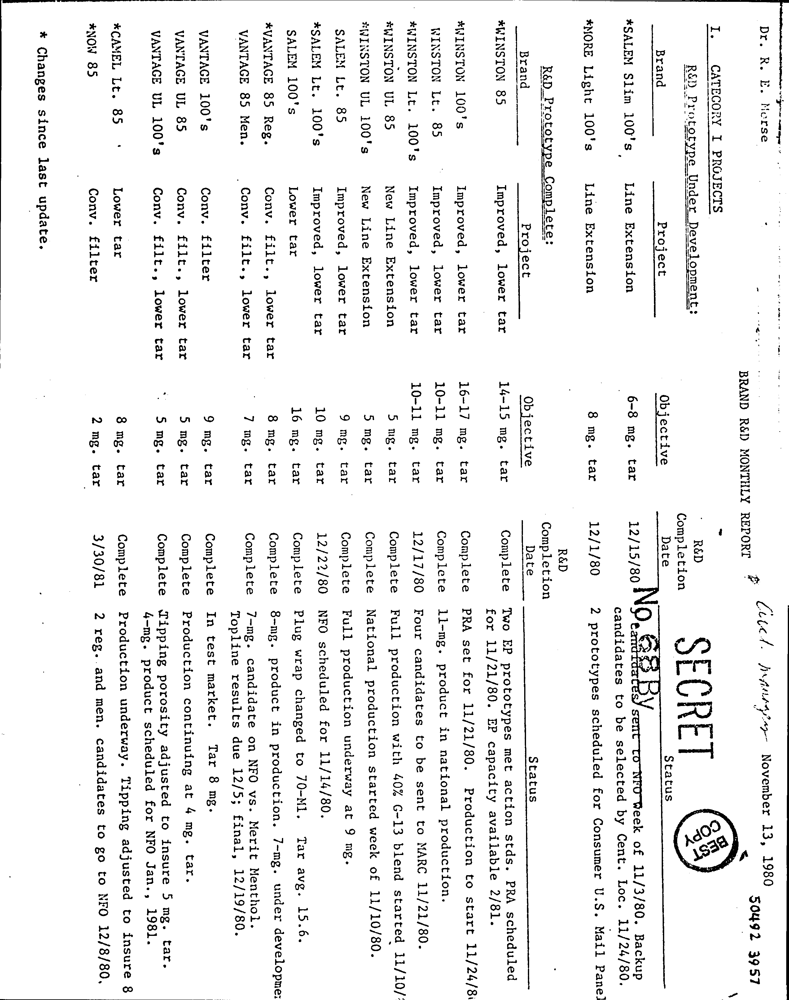 Dr. R. E. Morse
BRAND R&D MONTHLY REPORT
November 13, 1980
50492 3957
SECRET
BEST
COPY
No. 68 By
I. CATEGORY I PROJECTS
R&D Prototype Under Development:
R&D
Completion
Brand Project Objective Date Status
*SALEM Slim 100's, Line Extension 6-8 mg. tar 12/15/80 candidates sent to NFO week of 11/3/80. Backup
candidates to be selected by Cent. Loc. 11/24/80.
*MORE Light 100's Line Extension 8 mg. tar 12/1/80 2 prototypes scheduled for Consumer U.S. Mail Panel
R&D Prototype Complete:
R&D
Completion
Brand Project Objective Date Status
*WINSTON 85 Improved, lower tar 14-15 mg. tar Complete Two EP prototypes met action stds. PRA scheduled
for 11/21/80. EP capacity available 2/81.
*WINSTON 100's Improved, lower tar 16-17 mg. tar Complete PRA set for 11/21/80. Production to start 11/24/8
WINSTON Lt. 85 Improved, lower tar 10-11 mg. tar Complete 11-mg. product in national production.
*WINSTON Lt. 100's Improved, lower tar 10-11 mg. tar 12/17/80 Four candidates to be sent to MARC 11/21/80.
*WINSTON UL 85 New Line Extension 5 mg. tar Complete Full production with 40% G-13 blend started 11/10/
*WINSTON UL 100's New Line Extension 5 mg. tar Complete National production started week of 11/10/80.
SALEM Lt. 85 Improved, lower tar 9 mg. tar Complete Full production underway at 9 mg.
*SALEM Lt. 100's Improved, lower tar 10 mg. tar 12/22/80 NFO scheduled for 11/14/80.
SALEM 100's Lower tar 16 mg. tar Complete Plug wrap changed to 70-M1. Tar avg. 15.6.
*VANTAGE 85 Reg. Conv. filt., lower tar 8 mg. tar Complete 8-mg. product in production. 7-mg. under developme
VANTAGE 85 Men. Conv. filt., lower tar 7 mg. tar Complete 7-mg. candidate on NFO vs. Merit Menthol.
Topline results due 12/5; final, 12/19/80.
VANTAGE 100's Conv. filter 9 mg. tar Complete In test market. Tar 8 mg.
VANTAGE UL 85 Conv. filt., lower tar 5 mg. tar Complete Production continuing at 4 mg. tar.
VANTAGE UL 100's Conv. filt., lower tar 5 mg. tar Complete Tipping porosity adjusted to insure 5 mg. tar.
4-mg. product scheduled for NFO Jan., 1981.
*CAMEL Lt. 85 Lower tar 8 mg. tar Complete Production underway. Tipping adjusted to insure 8
*NOW 85 Conv. filter 2 mg. tar 3/30/81 2 reg. and men. candidates to go to NFO 12/8/80.
* Changes since last update.